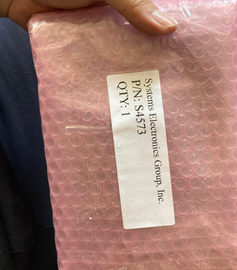 Systems Electronics Group, Inc.
P/N: S4573
QTY: 1